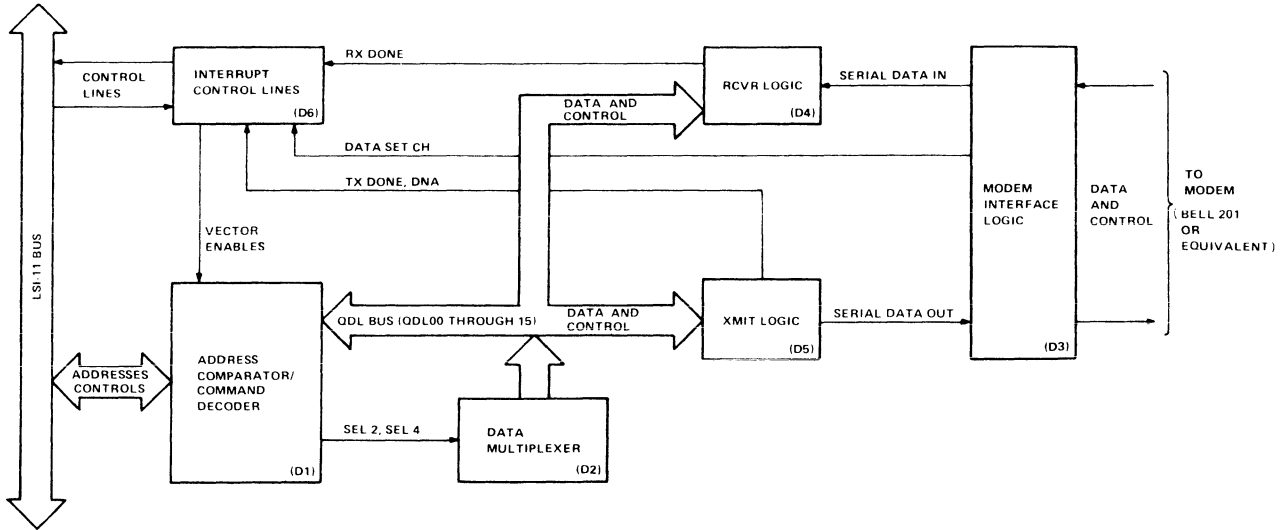 LSI-11 BUS
CONTROL
LINES
INTERRUPT
CONTROL LINES
(D6)
RX DONE
RCVR LOGIC
(D4)
SERIAL DATA IN
DATA AND
CONTROL
DATA SET CH
TX DONE, DNA
MODEM
INTERFACE
LOGIC
(D3)
DATA
AND
CONTROL
TO
MODEM
(BELL 201
OR
EQUIVALENT)
VECTOR
ENABLES
QDL BUS (QDL00 THROUGH 15)
DATA AND
CONTROL
XMIT LOGIC
(D5)
SERIAL DATA OUT
ADDRESSES
CONTROLS
ADDRESS
COMPARATOR/
COMMAND
DECODER
(D1)
SEL 2, SEL 4
DATA
MULTIPLEXER
(D2)